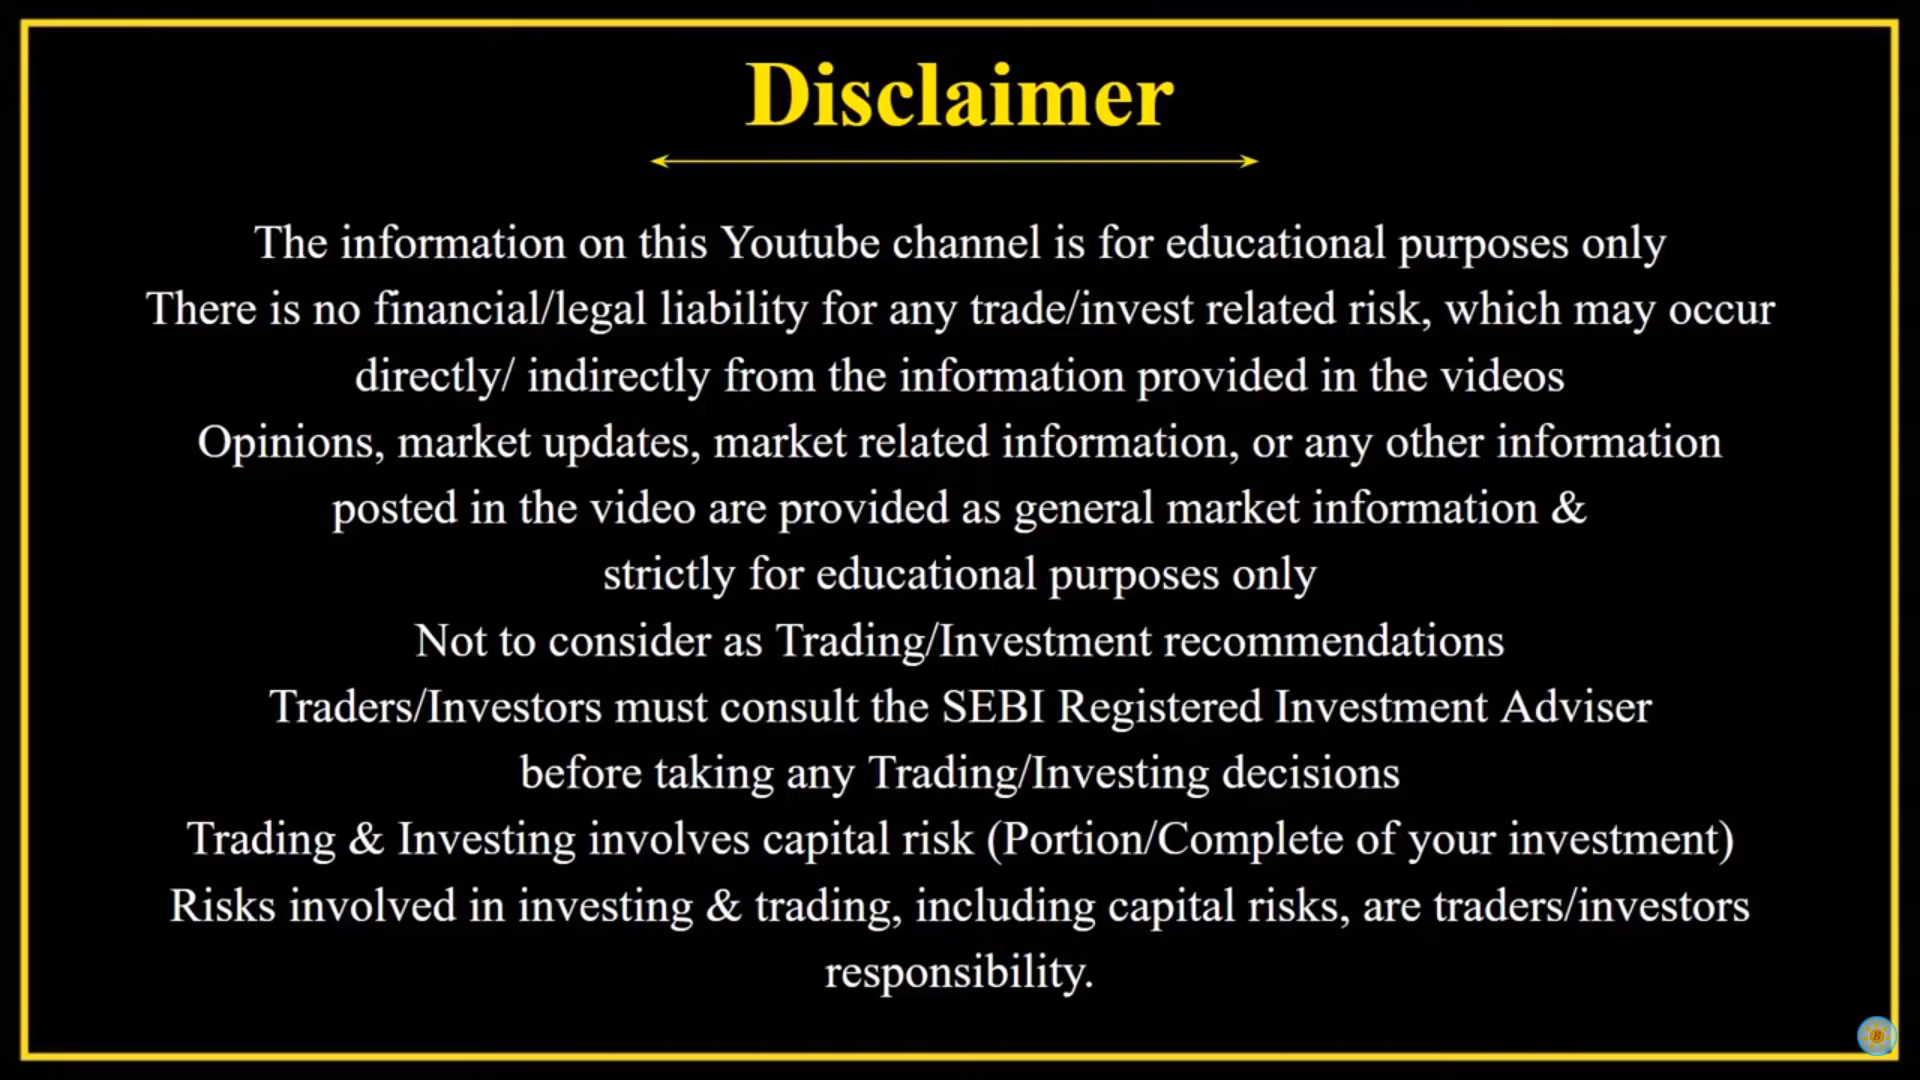 Disclaimer
The information on this Youtube channel is for educational purposes only
There is no financial/legal liability for any trade/invest related risk, which may occur
directly/ indirectly from the information provided in the videos
Opinions, market updates, market related information, or any other information
posted in the video are provided as general market information &
strictly for educational purposes only
Not to consider as Trading/Investment recommendations
Traders/Investors must consult the SEBI Registered Investment Adviser
before taking any Trading/Investing decisions
Trading & Investing involves capital risk (Portion/Complete of your investment)
Risks involved in investing & trading, including capital risks, are traders/investors
responsibility.